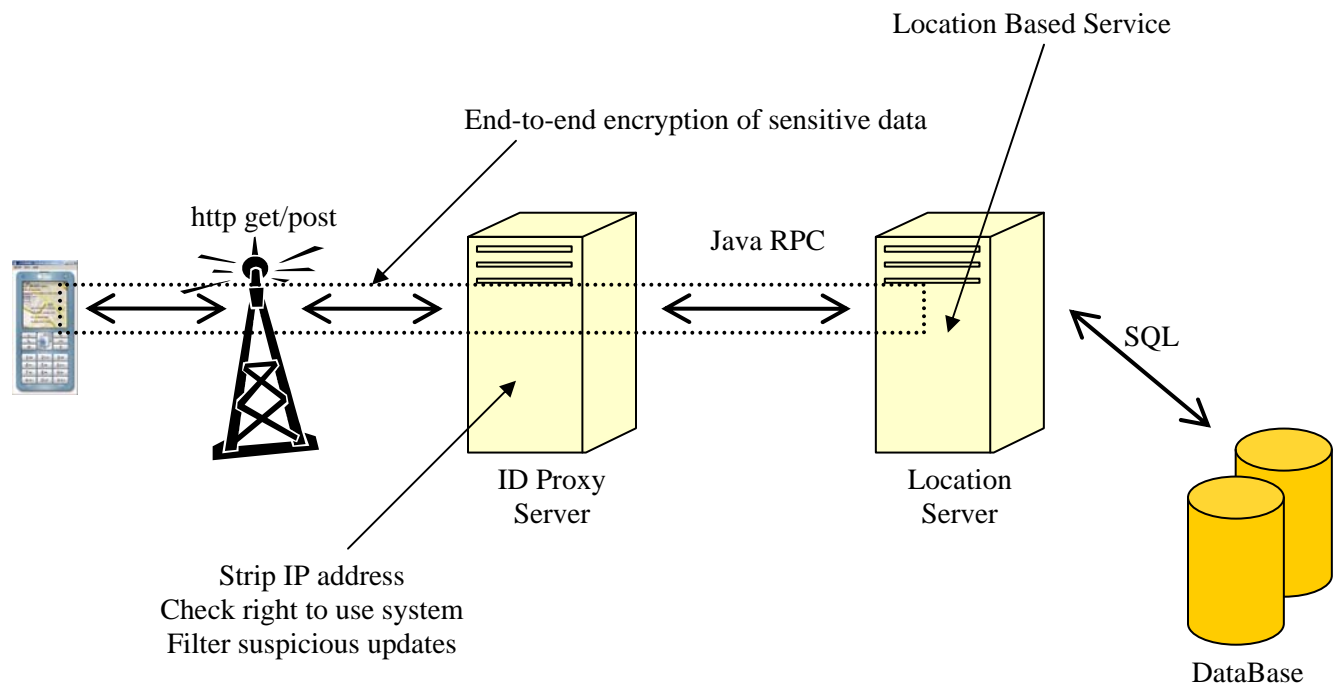 Location Based Service
End-to-end encryption of sensitive data
http get/post
Java RPC
SQL
ID Proxy
Server
Location
Server
Strip IP address
Check right to use system
Filter suspicious updates
DataBase